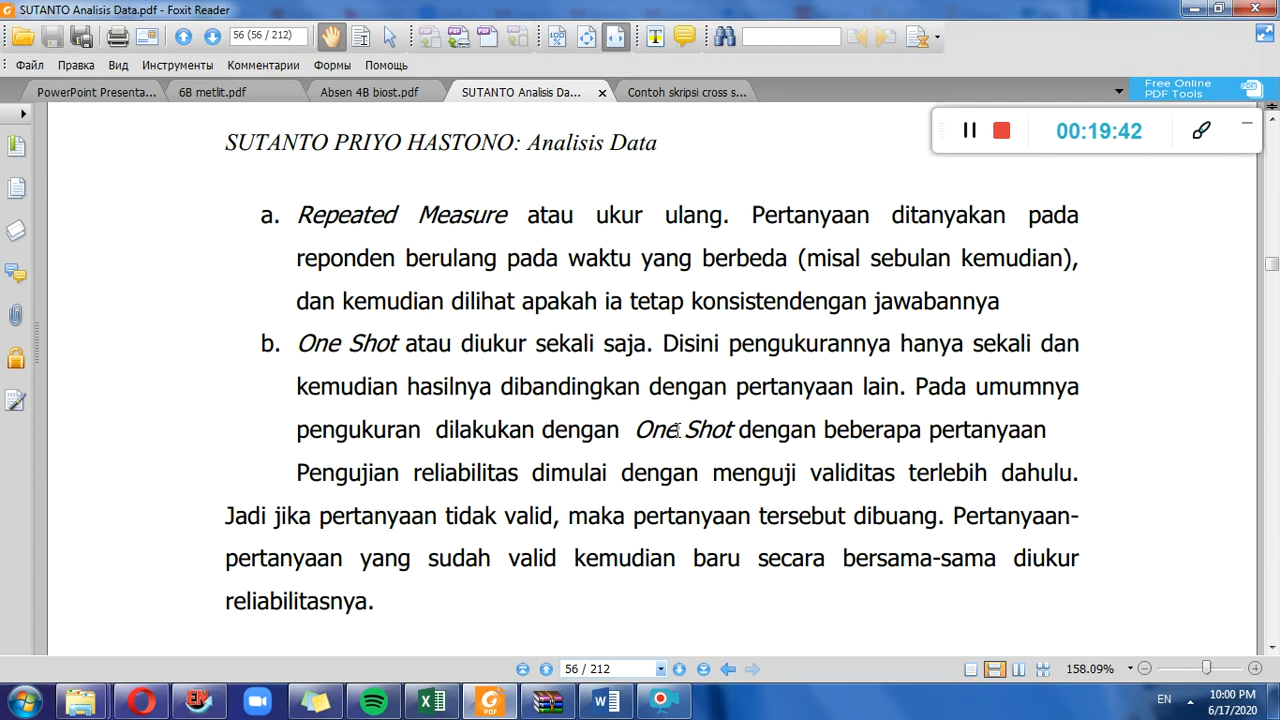 SUTANTO Analisis Data.pdf - Foxit Reader
56 (56 / 212)
Файл Правка Вид Инструменты Комментарии Формы Помощь
PowerPoint Presenta... 6B metlit.pdf Absen 4B biost.pdf SUTANTO Analisis Da... Contoh skripsi cross s...
Free Online
PDF Tools
00:19:42
SUTANTO PRIYO HASTONO: Analisis Data
a. Repeated Measure atau ukur ulang. Pertanyaan ditanyakan pada
reponden berulang pada waktu yang berbeda (misal sebulan kemudian),
dan kemudian dilihat apakah ia tetap konsistendengan jawabannya
b. One Shot atau diukur sekali saja. Disini pengukurannya hanya sekali dan
kemudian hasilnya dibandingkan dengan pertanyaan lain. Pada umumnya
pengukuran dilakukan dengan One Shot dengan beberapa pertanyaan
Pengujian reliabilitas dimulai dengan menguji validitas terlebih dahulu.
Jadi jika pertanyaan tidak valid, maka pertanyaan tersebut dibuang. Pertanyaan-
pertanyaan yang sudah valid kemudian baru secara bersama-sama diukur
reliabilitasnya.
56 / 212
158.09%
EN
10:00 PM
6/17/2020